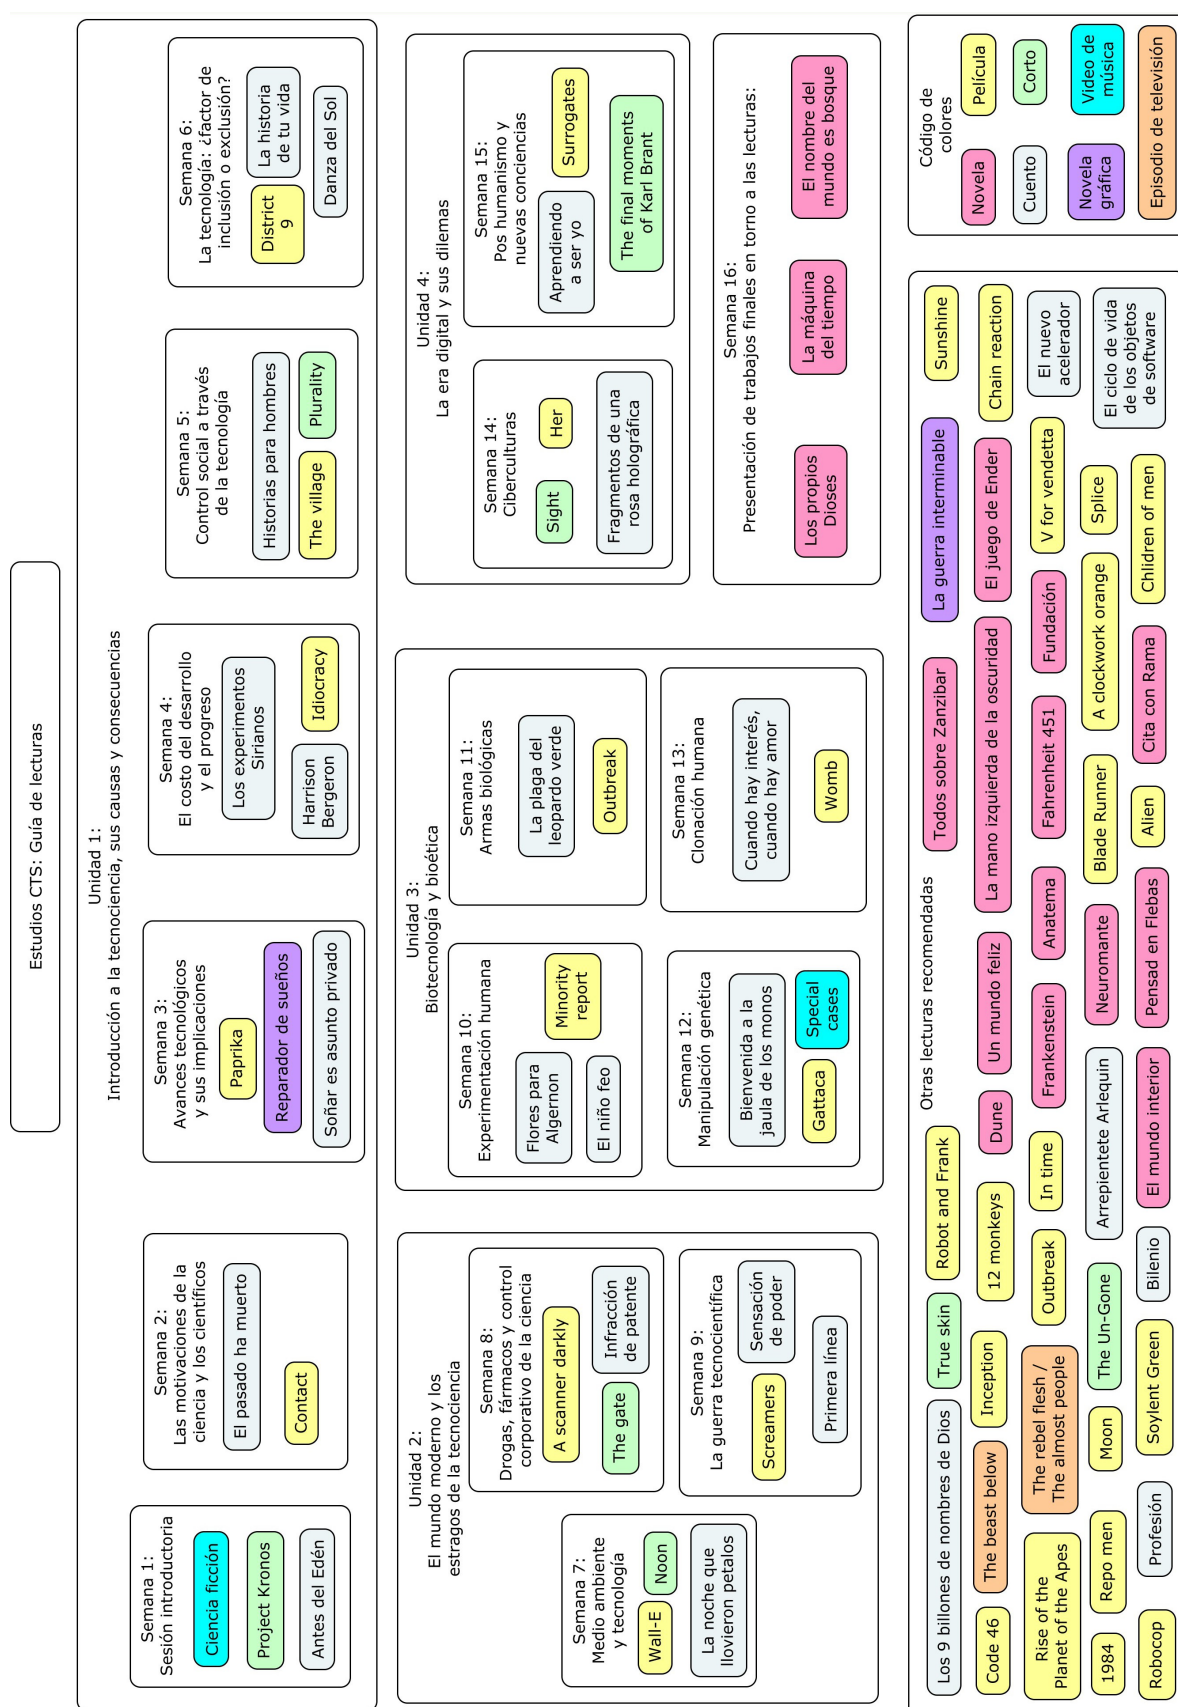 Estudios CTS: Guía de lecturas
Unidad 1:
Introducción a la tecnociencia, sus causas y consecuencias
Semana 1:
Sesión introductoria
Ciencia ficción
Project Kronos
Antes del Edén
Semana 2:
Las motivaciones de la
ciencia y los científicos
El pasado ha muerto
Contact
Semana 3:
Avances tecnológicos
y sus implicaciones
Paprika
Reparador de sueños
Soñar es asunto privado
Semana 4:
El costo del desarrollo
y el progreso
Los experimentos
Sirianos
Harrison
Bergeron
Idiocracy
Semana 5:
Control social a través
de la tecnología
Historias para hombres
The village
Plurality
Semana 6:
La tecnología: ¿factor de
inclusión o exclusión?
District
9
La historia
de tu vida
Danza del Sol
Unidad 2:
El mundo moderno y los
estragos de la tecnociencia
Semana 7:
Medio ambiente
y tecnología
Wall-E
Noon
La noche que
llovieron petalos
Semana 8:
Drogas, fármacos y control
corporativo de la ciencia
A scanner darkly
The gate
Infracción
de patente
Semana 9:
La guerra tecnocientífica
Screamers
Sensación
de poder
Primera línea
Unidad 3:
Biotecnología y bioética
Semana 10:
Experimentación humana
Flores para
Algernon
Minority
report
El niño feo
Semana 11:
Armas biológicas
La plaga del
leopardo verde
Outbreak
Semana 12:
Manipulación genética
Bienvenida a la
jaula de los monos
Gattaca
Special
cases
Semana 13:
Clonación humana
Cuando hay interés,
cuando hay amor
Womb
Unidad 4:
La era digital y sus dilemas
Semana 14:
Ciberculturas
Sight
Her
Fragmentos de una
rosa holográfica
Semana 15:
Pos humanismo y
nuevas conciencias
Aprendiendo
a ser yo
Surrogates
The final moments
of Karl Brant
Semana 16:
Presentación de trabajos finales en torno a las lecturas:
Los propios
Dioses
La máquina
del tiempo
El nombre del
mundo es bosque
Otras lecturas recomendadas
Los 9 billones de nombres de Dios
True skin
Robot and Frank
Todos sobre Zanzibar
La guerra interminable
Sunshine
Code 46
The beast below
Inception
12 monkeys
Dune
Un mundo feliz
La mano izquierda de la oscuridad
El juego de Ender
Chain reaction
Rise of the
Planet of the Apes
The rebel flesh /
The almost people
Outbreak
In time
Frankenstein
Anatema
Fahrenheit 451
Fundación
V for vendetta
El nuevo
acelerador
1984
Repo men
Moon
The Un-Gone
Arrepientete Arlequin
Neuromante
Blade Runner
A clockwork orange
Splice
El ciclo de vida
de los objetos
de software
Robocop
Profesión
Soylent Green
Bilenio
El mundo interior
Pensad en Flebas
Alien
Cita con Rama
Chlidren of men
Código de
colores
Novela
Película
Cuento
Corto
Novela
gráfica
Video de
música
Episodio de televisión